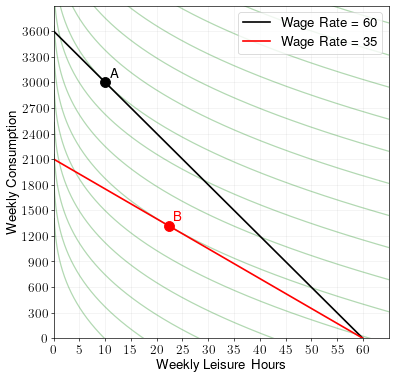 Wage Rate = 60
Wage Rate = 35
3600
3300
3000
2700
2400
2100
1800
1500
1200
900
600
300
0
A
B
Weekly Consumption
0 5 10 15 20 25 30 35 40 45 50 55 60
Weekly Leisure Hours